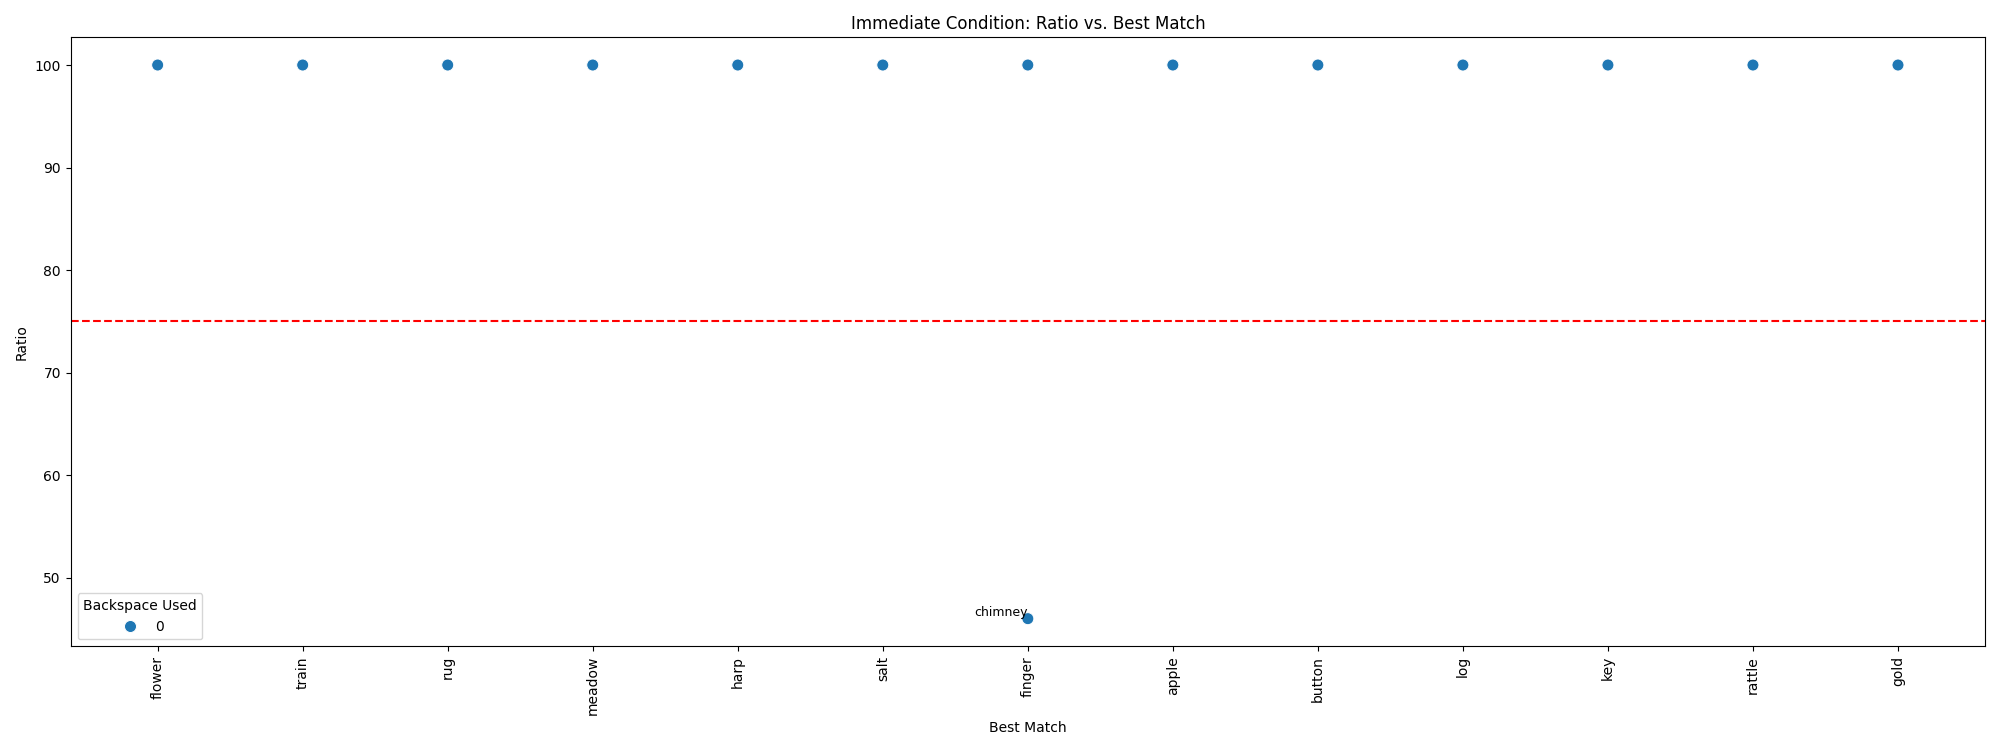 Immediate Condition: Ratio vs. Best Match
100
90
80
70
60
50
Ratio
chimney
Backspace Used
0
flower
train
rug
meadow
harp
salt
finger
apple
button
log
key
rattle
gold
Best Match